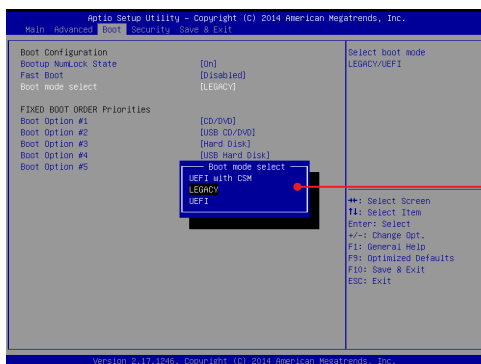 Aptio Setup Utility – Copyright (C) 2014 American Megatrends, Inc.
Main Advanced Boot Security Save & Exit
Boot Configuration
Bootup NumLock State [On]
Fast Boot [Disabled]
Boot mode select [LEGACY]
FIXED BOOT ORDER Priorities
Boot Option #1 [CD/DVD]
Boot Option #2 [USB CD/DVD]
Boot Option #3 [Hard Disk]
Boot Option #4 [USB Hard Disk]
Boot Option #5
Boot mode select
UEFI with CSM
LEGACY
UEFI
Select boot mode
LEGACY/UEFI
→←: Select Screen
↑↓: Select Item
Enter: Select
+/-: Change Opt.
F1: General Help
F9: Optimized Defaults
F10: Save & Exit
ESC: Exit
Version 2.17.1246. Copyright (C) 2014 American Megatrends, Inc.